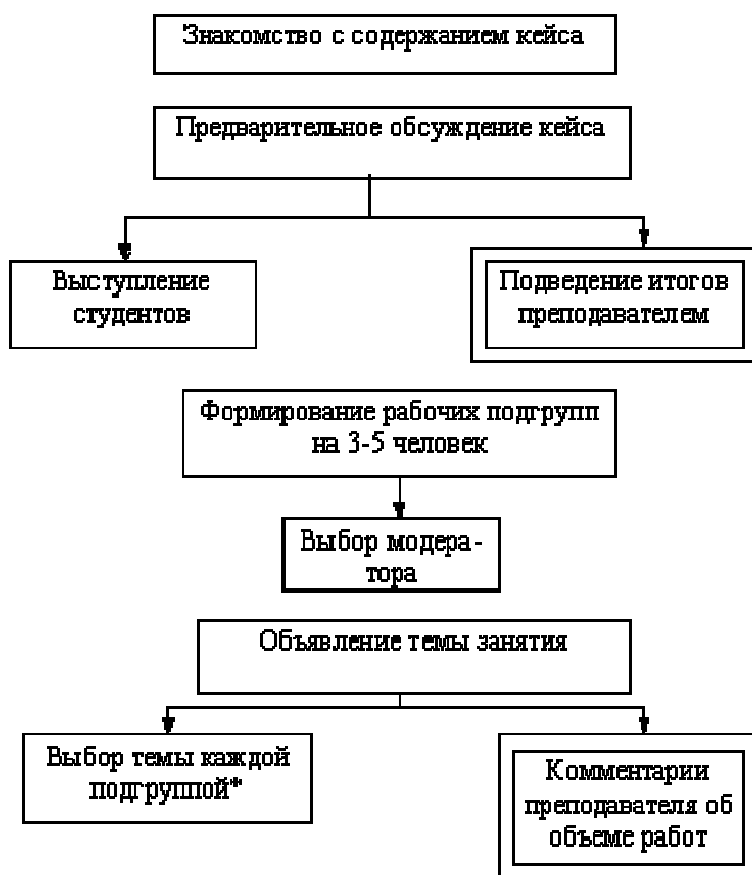 Знакомство с содержанием кейса
Предварительное обсуждение кейса
Выступление
студентов
Подведение итогов
преподавателем
Формирование рабочих подгрупп
на 3-5 человек
Выбор модера-
тора
Объявление темы занятия
Выбор темы каждой
подгруппой*
Комментарии
преподавателя об
объеме работ